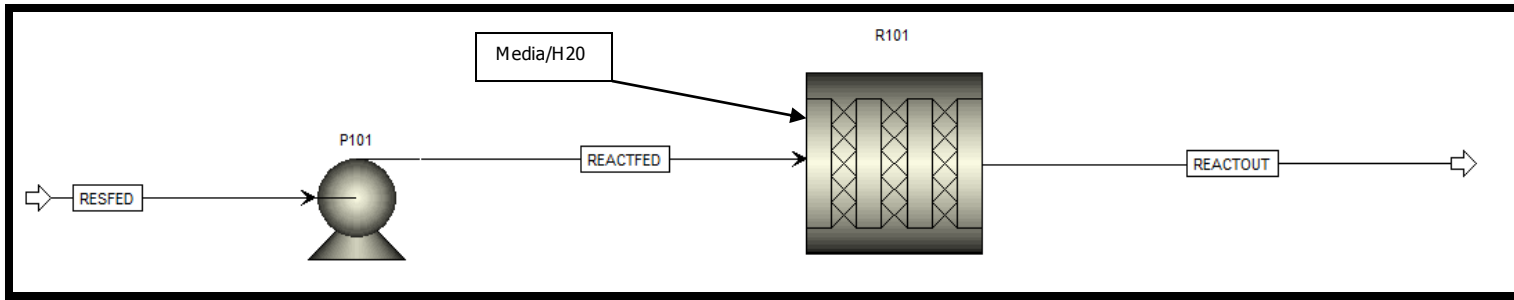 R101
Media/H20
P101
REACTFED
REACTOUT
RESFED